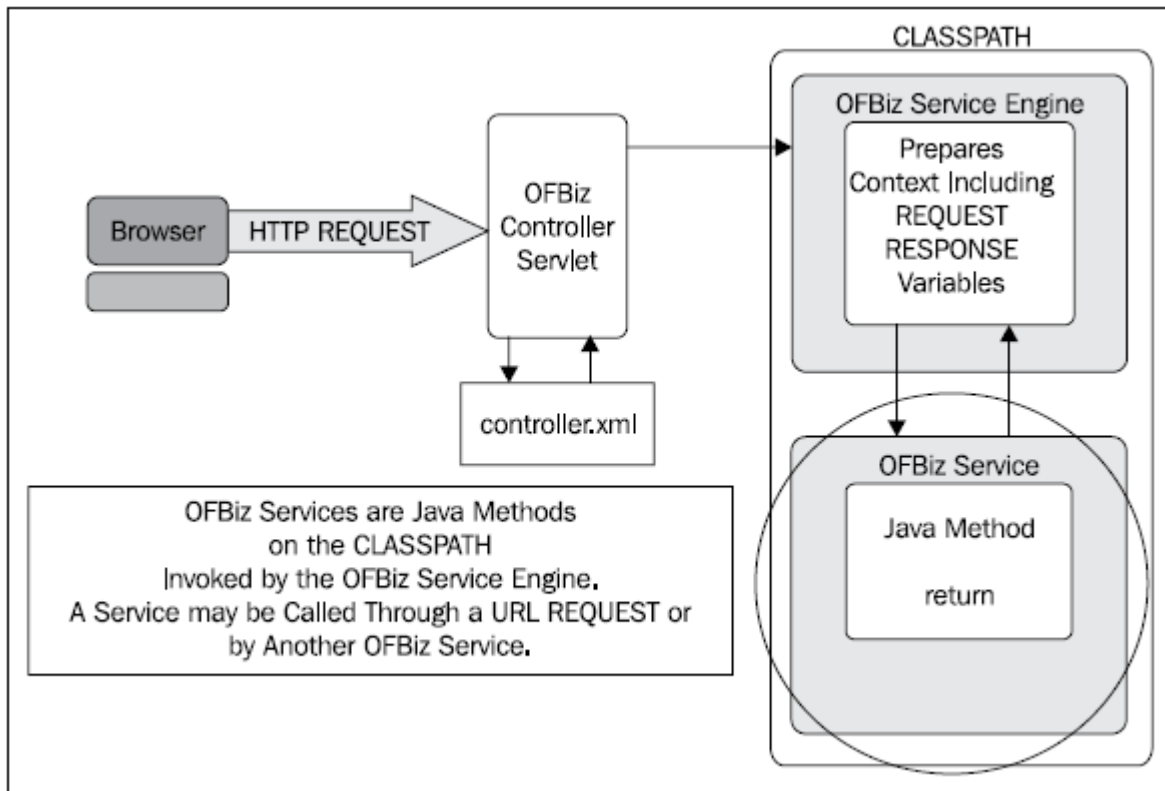 CLASSPATH
OFBiz Service Engine
Prepares
Context Including
REQUEST
RESPONSE
Variables
OFBiz
Controller
Servlet
Browser
HTTP REQUEST
controller.xml
OFBiz Service
Java Method
return
OFBiz Services are Java Methods
on the CLASSPATH
Invoked by the OFBiz Service Engine.
A Service may be Called Through a URL REQUEST or
by Another OFBiz Service.